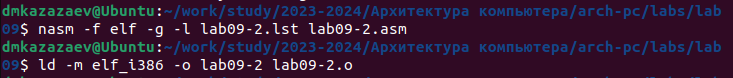 dmkazazaev@Ubuntu:~/work/study/2023-2024/Архитектура компьютера/arch-pc/labs/lab
09$ nasm -f elf -g -l lab09-2.lst lab09-2.asm
dmkazazaev@Ubuntu:~/work/study/2023-2024/Архитектура компьютера/arch-pc/labs/lab
09$ ld -m elf_i386 -o lab09-2 lab09-2.o